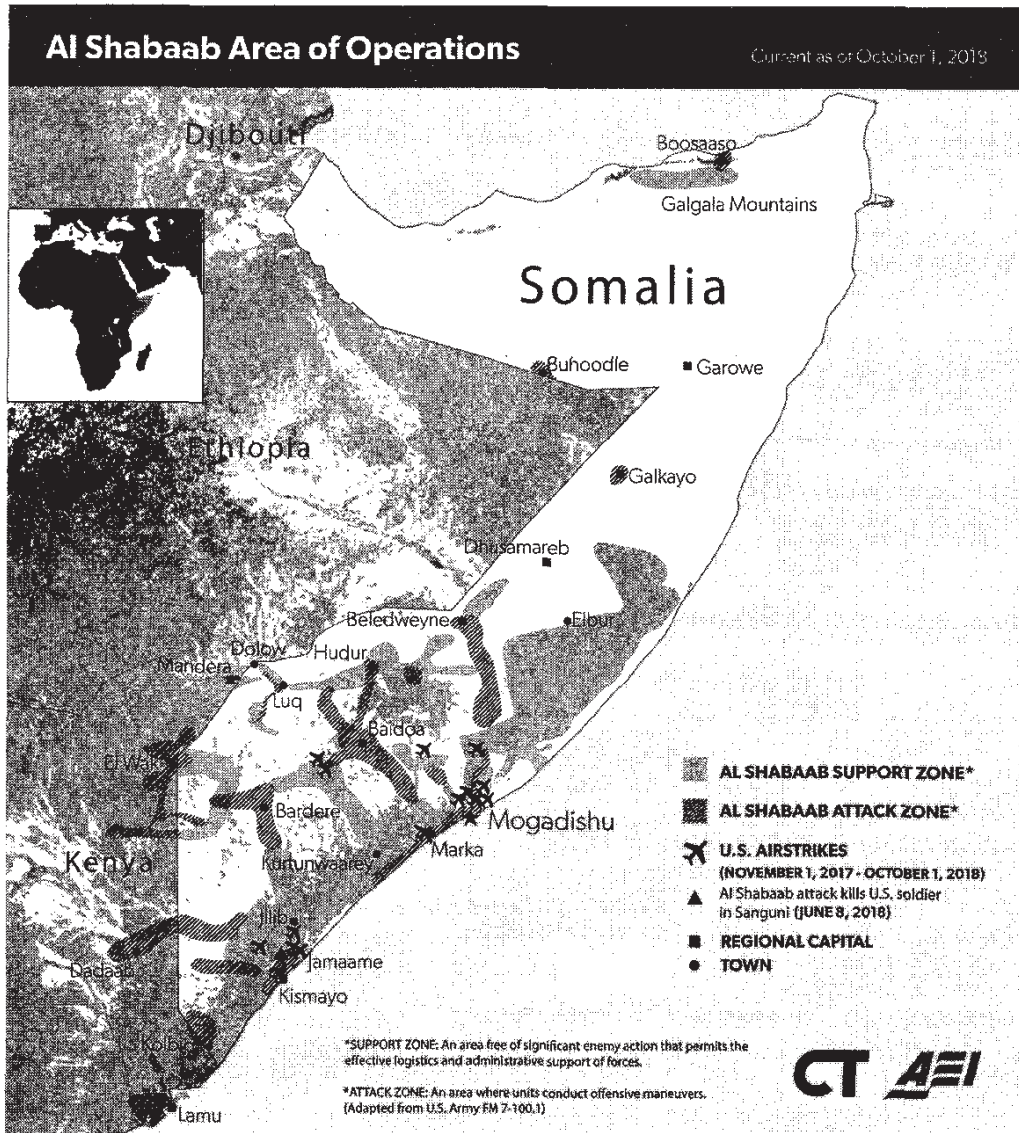 Al Shabaab Area of Operations
Current as of October 1, 2018
Djibouti
Boosaaso
Galgala Mountains
Somalia
Buhoodle
Garowe
Ethiopia
Galkayo
Dhusamareb
Beledweyne
Elbur
Dolow
Hudur
Mandera
Luq
Baidoa
El Wak
AL SHABAAB SUPPORT ZONE*
Bardere
AL SHABAAB ATTACK ZONE*
Mogadishu
Marka
Kenya
Kurtunwaarey
U.S. AIRSTRIKES
(NOVEMBER 1, 2017 - OCTOBER 1, 2018)
Al Shabaab attack kills U.S. soldier
in Sanguni (JUNE 8, 2018)
Jilib
REGIONAL CAPITAL
TOWN
Jamaame
Dadaab
Kismayo
Kolbio
*SUPPORT ZONE: An area free of significant enemy action that permits the
effective logistics and administrative support of forces.
*ATTACK ZONE: An area where units conduct offensive maneuvers.
(Adapted from U.S. Army FM 7-100.1)
CT AEI
Lamu